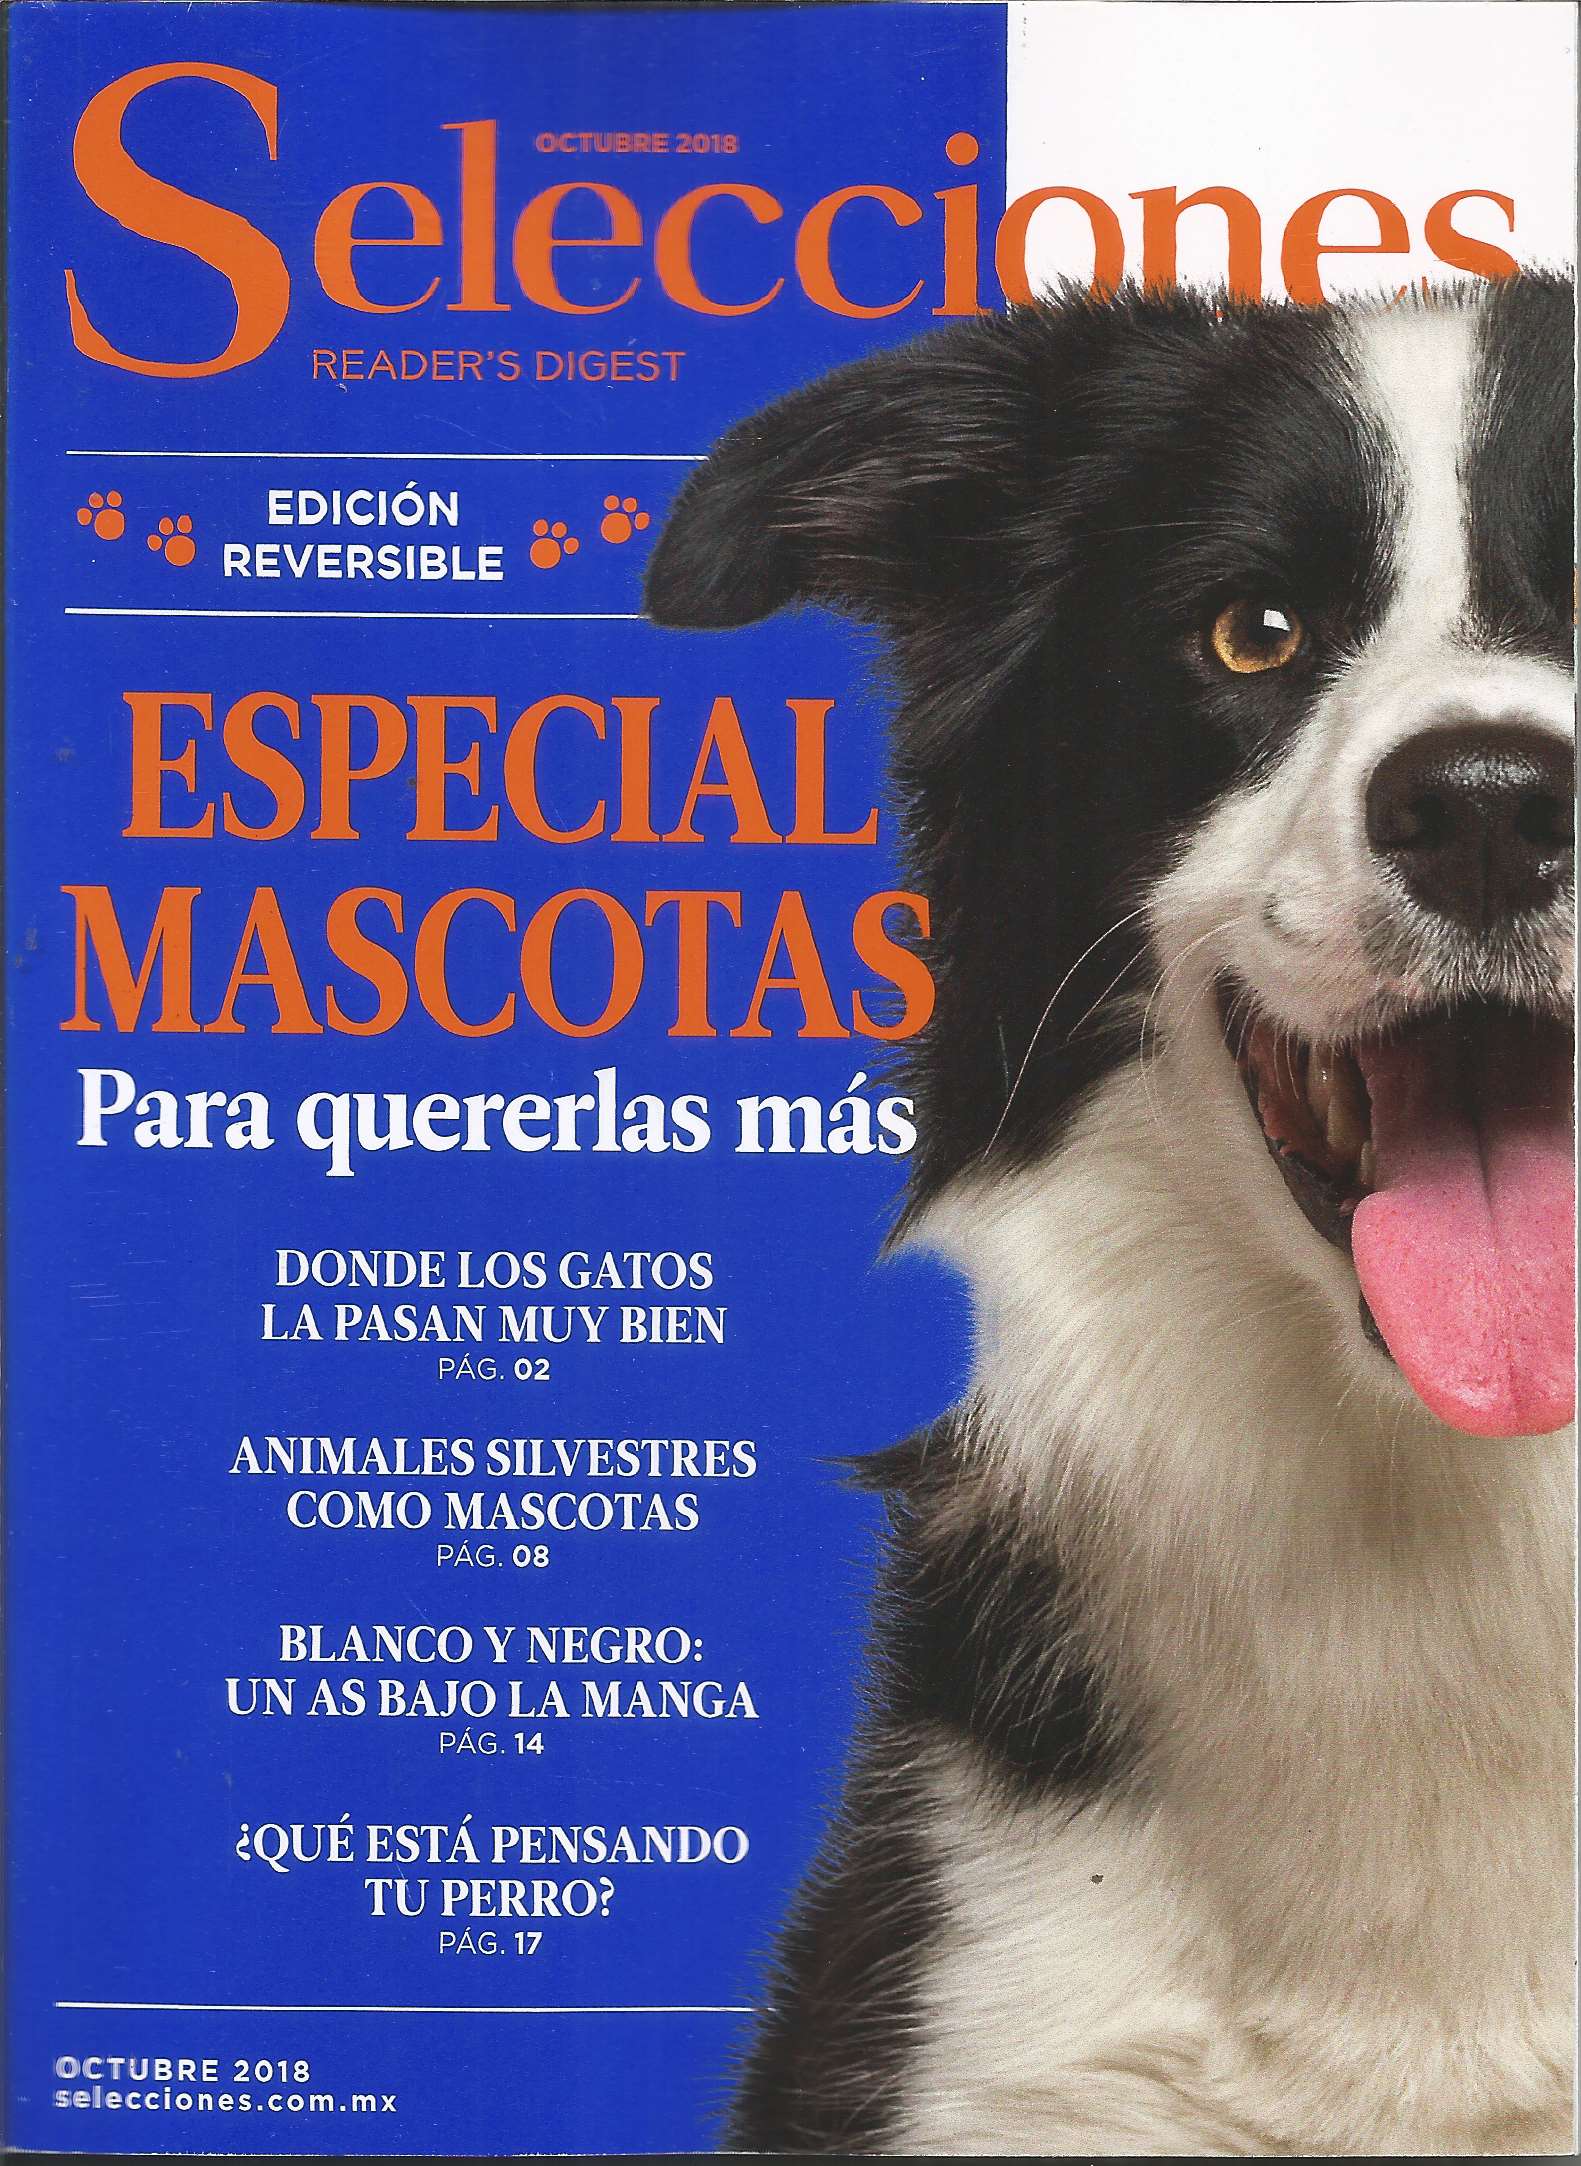 OCTUBRE 2018
Selecciones
READER'S DIGEST
EDICIÓN
REVERSIBLE
ESPECIAL
MASCOTAS
Para quererlas más
DONDE LOS GATOS
LA PASAN MUY BIEN
PÁG. 02
ANIMALES SILVESTRES
COMO MASCOTAS
PÁG. 08
BLANCO Y NEGRO:
UN AS BAJO LA MANGA
PÁG. 14
¿QUÉ ESTÁ PENSANDO
TU PERRO?
PÁG. 17
OCTUBRE 2018
selecciones.com.mx